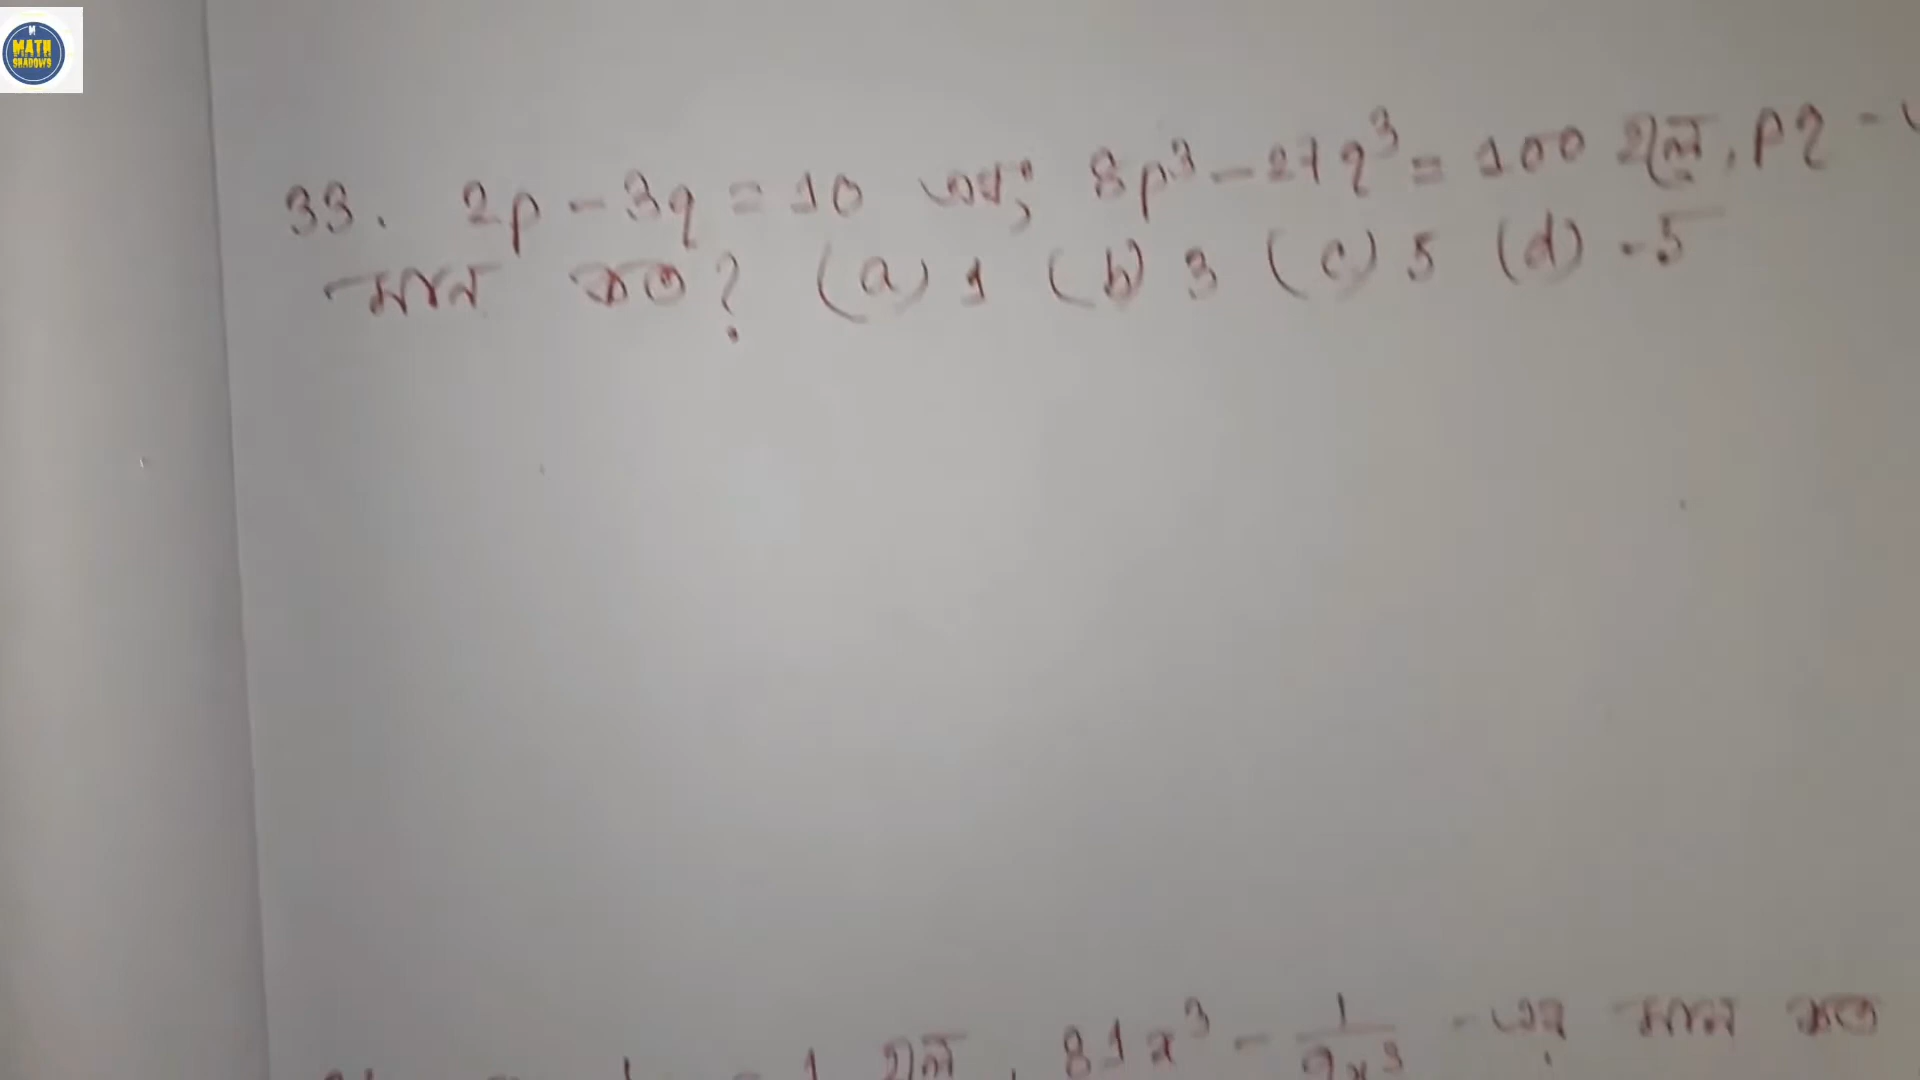 M
MATH
SHADOWS
33. 2p - 3q = 10 এবং 8p³ - 27q³ = 100 হলে, pq -
মান কত? (a) 1 (b) 3 (c) 5 (d) -5
1 হলে, 81x³ - 1/9x³ -এর মান কত